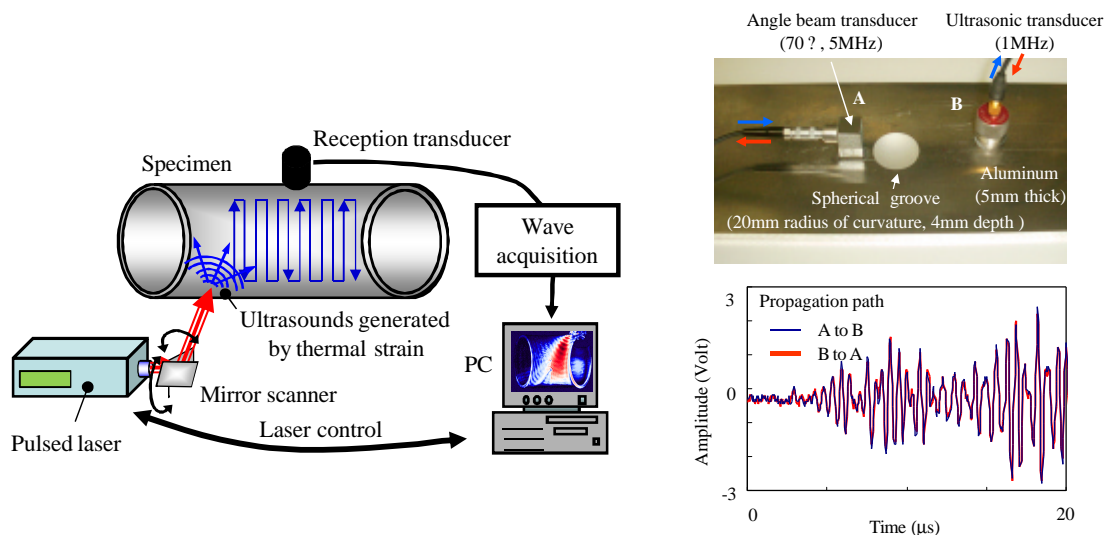 Reception transducer
Specimen
Wave
acquisition
Ultrasounds generated
by thermal strain
PC
Mirror scanner
Laser control
Pulsed laser
Angle beam transducer
(70 ? , 5MHz)
Ultrasonic transducer
(1MHz)
A
B
Aluminum
(5mm thick)
Spherical groove
(20mm radius of curvature, 4mm depth )
3
Propagation path
A to B
B to A
Amplitude (Volt)
0
-3
0
20
Time (μs)